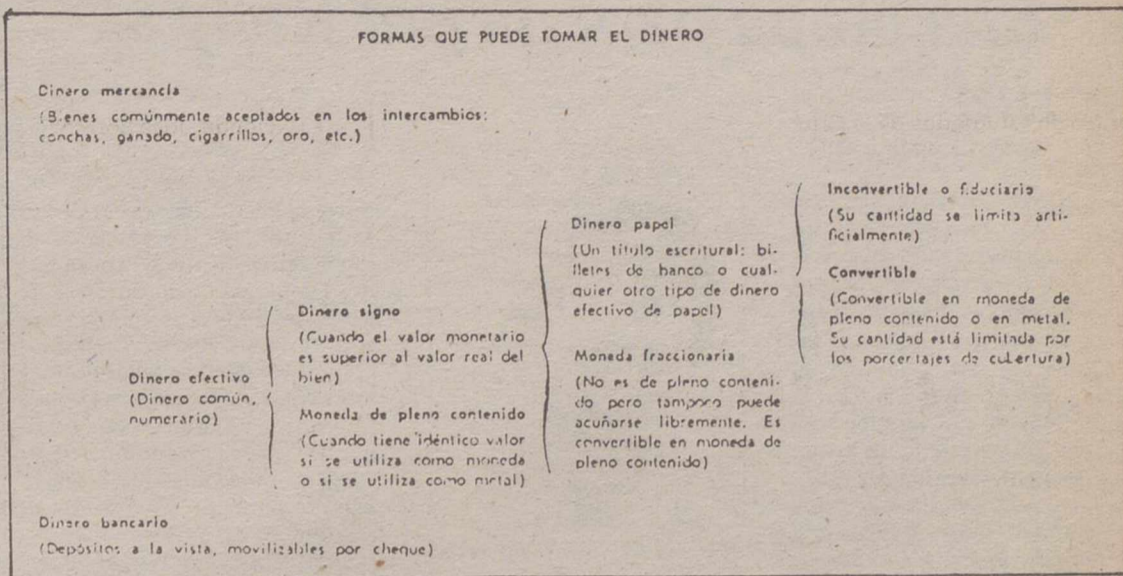 FORMAS QUE PUEDE TOMAR EL DINERO
Dinero mercancía
(Bienes comúnmente aceptados en los intercambios:
conchas, ganado, cigarrillos, oro, etc.)
Dinero efectivo
(Dinero común,
numerario)
Dinero signo
(Cuando el valor monetario
es superior al valor real del
bien)
Moneda de pleno contenido
(Cuando tiene idéntico valor
si se utiliza como moneda
o si se utiliza como metal)
Dinero papel
(Un título escritural: bi-
lletes de banco o cual-
quier otro tipo de dinero
efectivo de papel)
Moneda fraccionaria
(No es de pleno conteni-
do pero tampoco puede
acuñarse libremente. Es
convertible en moneda de
pleno contenido)
Inconvertible o fiduciario
(Su cantidad se limita arti-
ficialmente)
Convertible
(Convertible en moneda de
pleno contenido o en metal.
Su cantidad está limitada por
los porcentajes de cubertura)
Dinero bancario
(Depósitos a la vista, movilizables por cheque)